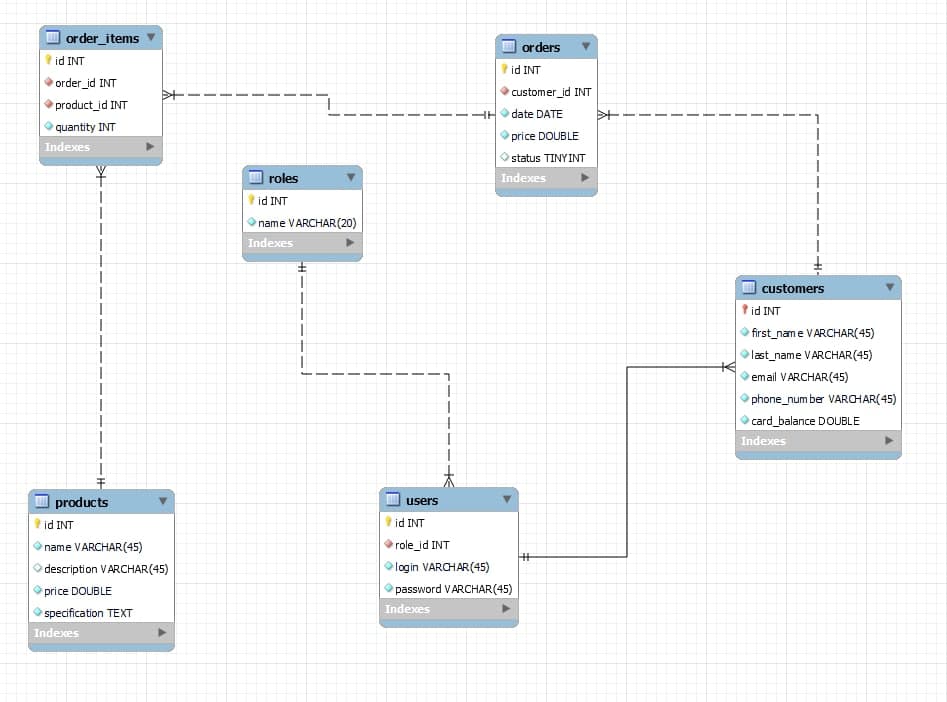 order_items
id INT
order_id INT
product_id INT
quantity INT
Indexes
orders
id INT
customer_id INT
date DATE
price DOUBLE
status TINYINT
Indexes
roles
id INT
name VARCHAR(20)
Indexes
customers
id INT
first_name VARCHAR(45)
last_name VARCHAR(45)
email VARCHAR(45)
phone_number VARCHAR(45)
card_balance DOUBLE
Indexes
products
id INT
name VARCHAR(45)
description VARCHAR(45)
price DOUBLE
specification TEXT
Indexes
users
id INT
role_id INT
login VARCHAR(45)
password VARCHAR(45)
Indexes